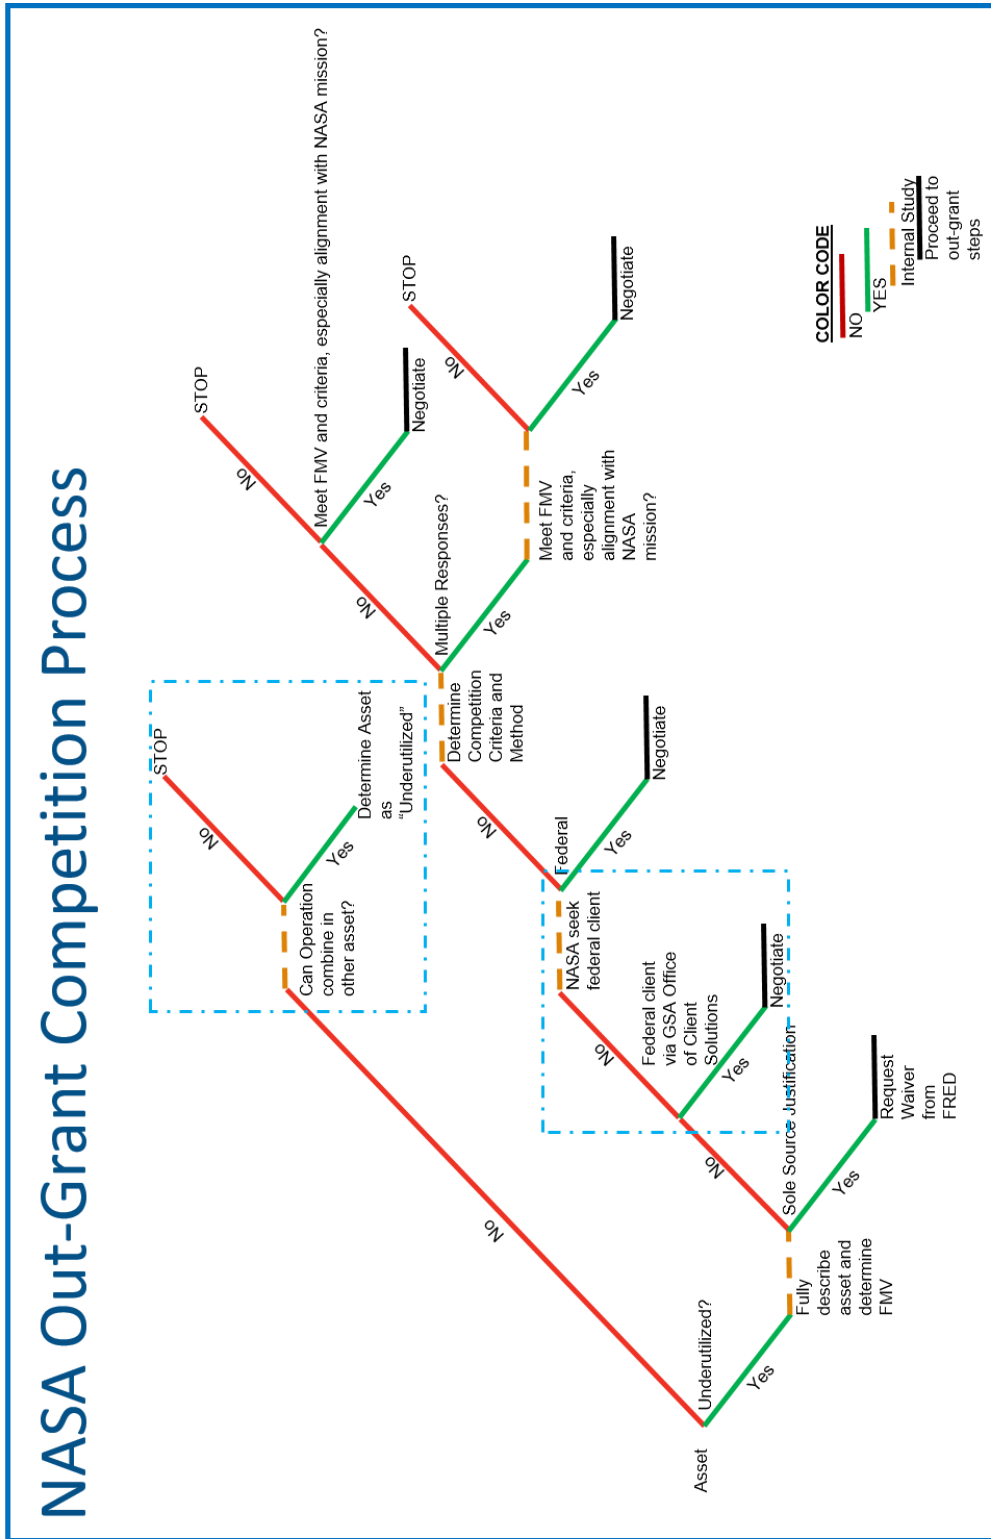 NASA Out-Grant Competition Process
Asset
Underutilized?
No
Yes
Can Operation
combine in
other asset?
No
STOP
Yes
Determine Asset
as
“Underutilized”
Fully
describe
asset and
determine
FMV
Sole Source Justification
No
Yes
Request
Waiver
from
FRED
Federal client
via GSA Office
of Client
Solutions
No
Yes
Negotiate
NASA seek
federal client
Federal
No
Yes
Negotiate
Determine
Competition
Criteria and
Method
Multiple Responses?
No
Yes
Meet FMV and criteria, especially alignment with NASA mission?
No
STOP
Yes
Negotiate
Meet FMV
and criteria,
especially
alignment with
NASA
mission?
No
STOP
Yes
Negotiate
COLOR CODE
NO
YES
Internal Study
Proceed to
out-grant
steps